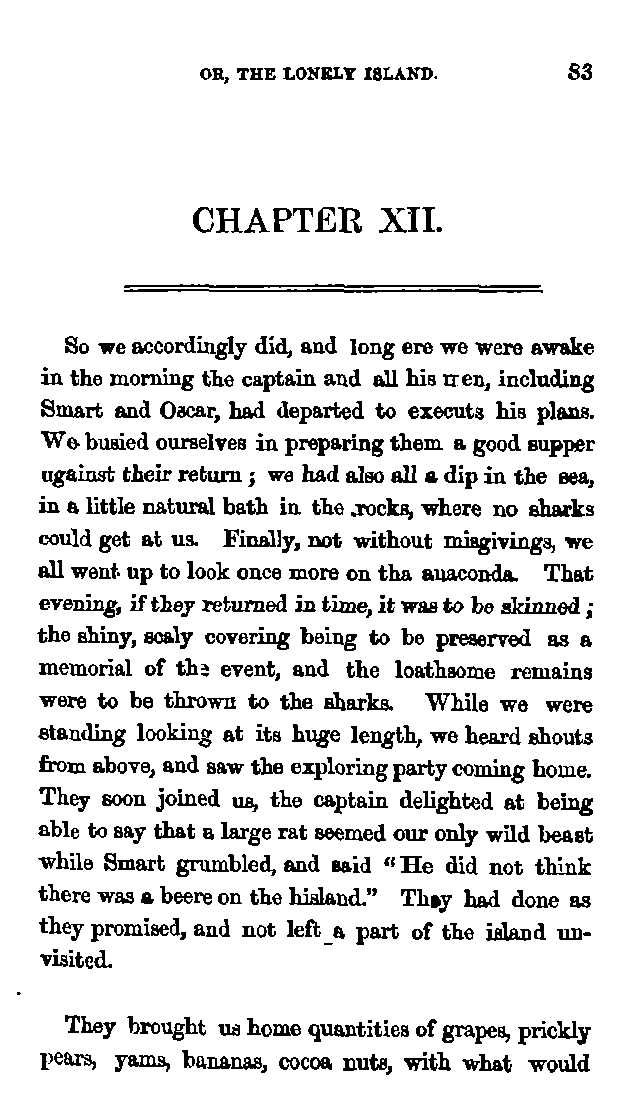 OR, THE LONELY ISLAND. 83
CHAPTER XII.
So we accordingly did, and long ere we were awake
in the morning the captain and all his men, including
Smart and Oscar, had departed to execute his plans.
We busied ourselves in preparing them a good supper
against their return; we had also all a dip in the sea,
in a little natural bath in the rocks, where no sharks
could get at us. Finally, not without misgivings, we
all went up to look once more on tha anaconda. That
evening, if they returned in time, it was to be skinned;
the shiny, scaly covering being to be preserved as a
memorial of the event, and the loathsome remains
were to be thrown to the sharks. While we were
standing looking at its huge length, we heard shouts
from above, and saw the exploring party coming home.
They soon joined us, the captain delighted at being
able to say that a large rat seemed our only wild beast
while Smart grumbled, and said "He did not think
there was a beere on the hisland." They had done as
they promised, and not left a part of the island un-
visited.
They brought us home quantities of grapes, prickly
pears, yams, bananas, cocoa nuts, with what would